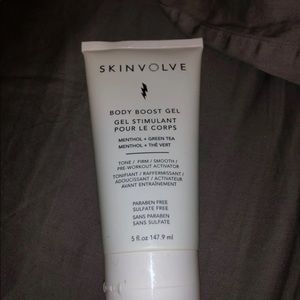 SKINVOLVE
BODY BOOST GEL
GEL STIMULANT
POUR LE CORPS
MENTHOL + GREEN TEA
MENTHOL + THÉ VERT
TONE / FIRM / SMOOTH /
PRE-WORKOUT ACTIVATOR
TONIFIANT / RAFFERMISSANT /
ADOUCISSANT / ACTIVATEUR
AVANT ENTRAÎNEMENT
PARABEN FREE
SULFATE FREE
SANS PARABEN
SANS SULFATE
5 fl oz 147.9 ml